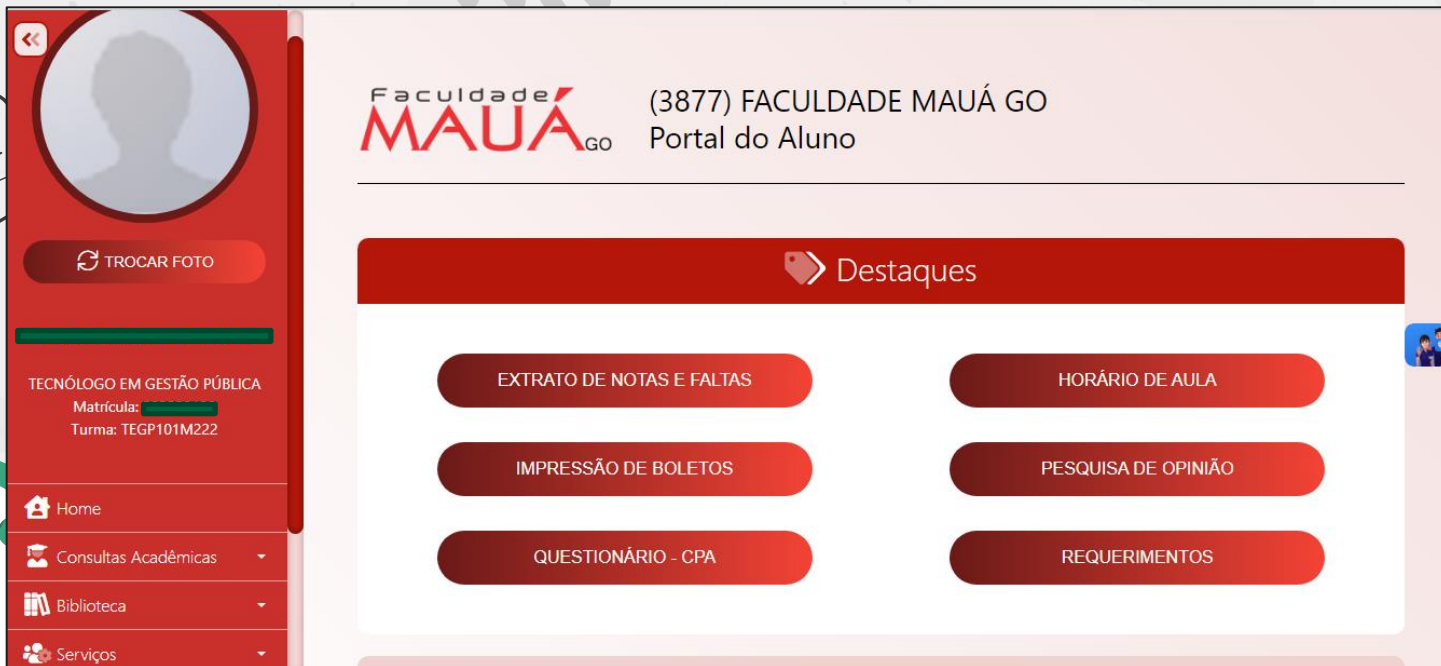 TROCAR FOTO
TECNÓLOGO EM GESTÃO PÚBLICA
Matrícula:
Turma: TEGP101M222
Home
Consultas Acadêmicas
Biblioteca
Serviços
Faculdade
MAUÁ GO
(3877) FACULDADE MAUÁ GO
Portal do Aluno
Destaques
EXTRATO DE NOTAS E FALTAS
HORÁRIO DE AULA
IMPRESSÃO DE BOLETOS
PESQUISA DE OPINIÃO
QUESTIONÁRIO - CPA
REQUERIMENTOS